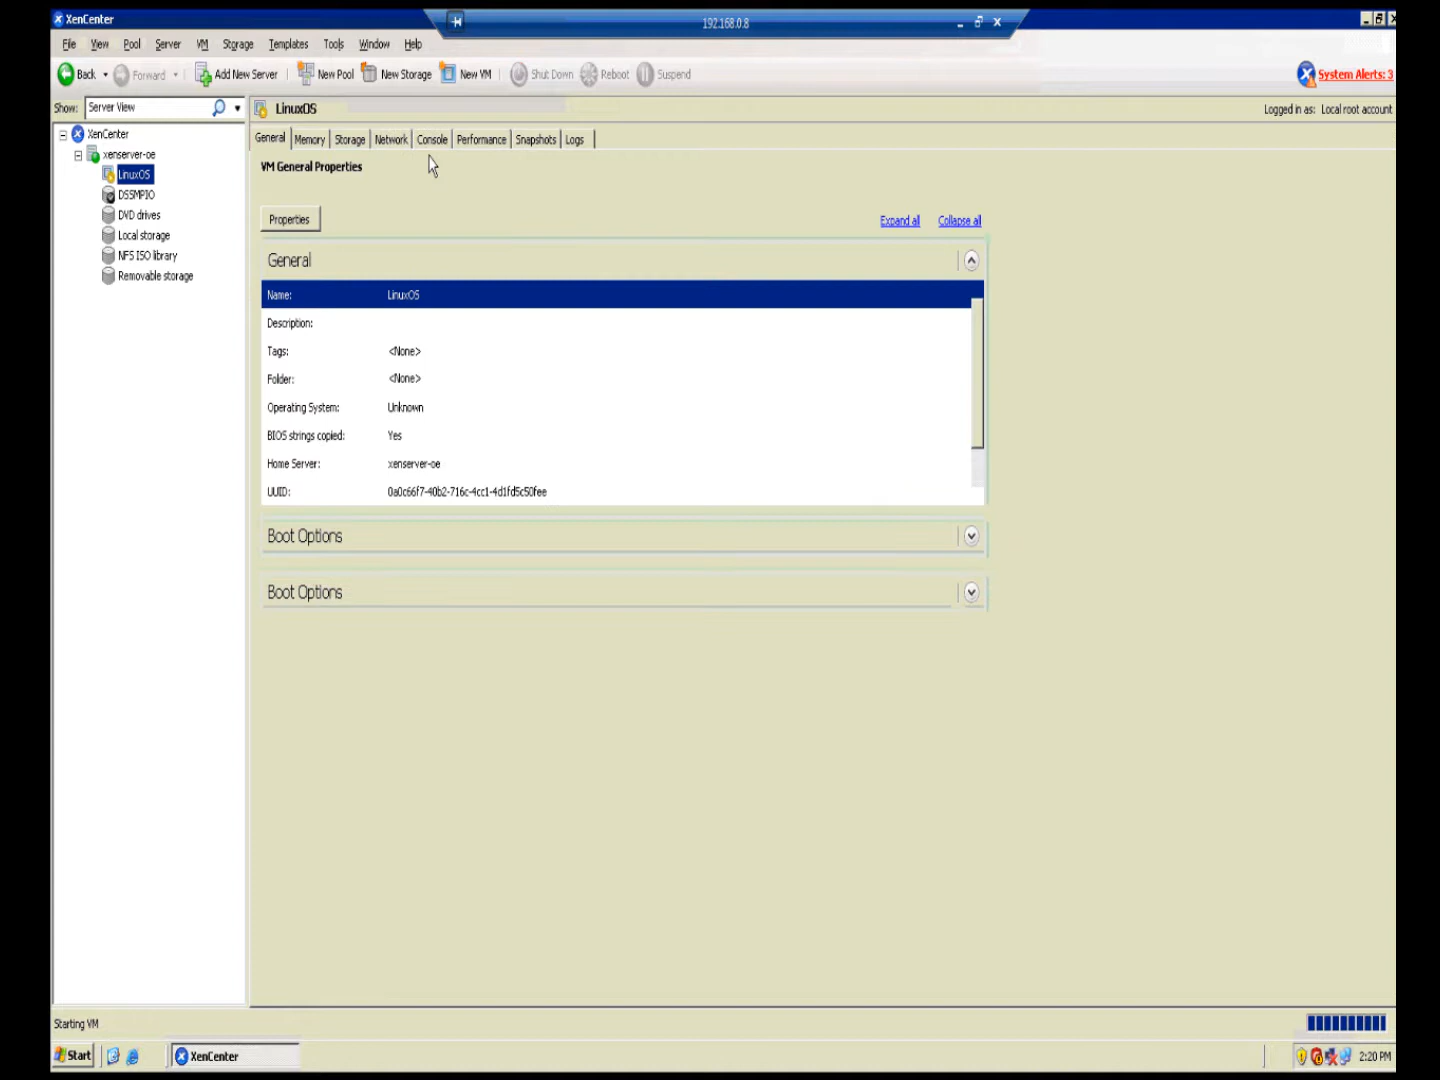 XenCenter
192.168.0.8
File View Pool Server VM Storage Templates Tools Window Help
Back Forward Add New Server New Pool New Storage New VM Shut Down Reboot Suspend System Alerts: 3
Show: Server View LinuxOS Logged in as: Local root account
XenCenter
xenserver-oe
LinuxOS
DSSMPIO
DVD drives
Local storage
NFS ISO library
Removable storage
General Memory Storage Network Console Performance Snapshots Logs
VM General Properties
Properties Expand all Collapse all
General
Name: LinuxOS
Description:
Tags: <None>
Folder: <None>
Operating System: Unknown
BIOS strings copied: Yes
Home Server: xenserver-oe
UUID: 0a0c66f7-40b2-716c-4cc1-4d1fd5c50fee
Boot Options
Boot Options
Starting VM
Start XenCenter 2:20 PM